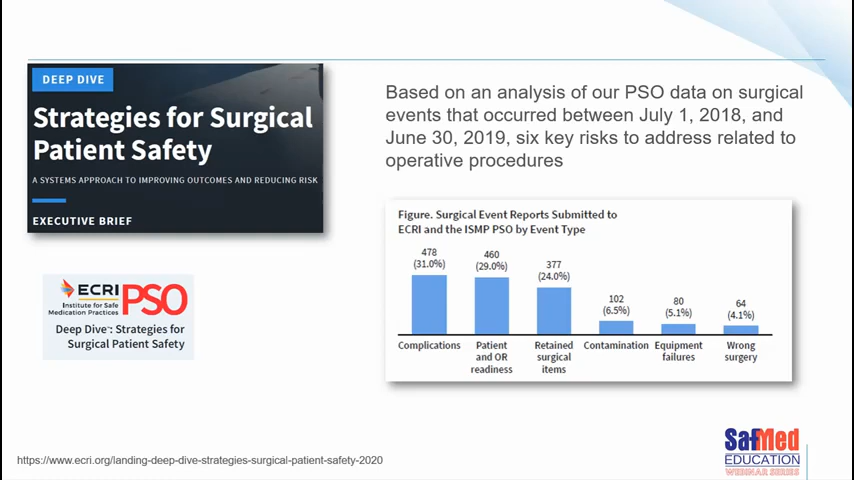 DEEP DIVE
Strategies for Surgical
Patient Safety
A SYSTEMS APPROACH TO IMPROVING OUTCOMES AND REDUCING RISK
EXECUTIVE BRIEF
ECRI PSO
Institute for Safe
Medication Practices
Deep Dive™: Strategies for
Surgical Patient Safety
Based on an analysis of our PSO data on surgical
events that occurred between July 1, 2018, and
June 30, 2019, six key risks to address related to
operative procedures
Figure. Surgical Event Reports Submitted to
ECRI and the ISMP PSO by Event Type
478
(31.0%)
460
(29.0%)
377
(24.0%)
102
(6.5%)
80
(5.1%)
64
(4.1%)
Complications
Patient
and OR
readiness
Retained
surgical
items
Contamination
Equipment
failures
Wrong
surgery
https://www.ecri.org/landing-deep-dive-strategies-surgical-patient-safety-2020
SafMed
EDUCATION
WEBINAR SERIES